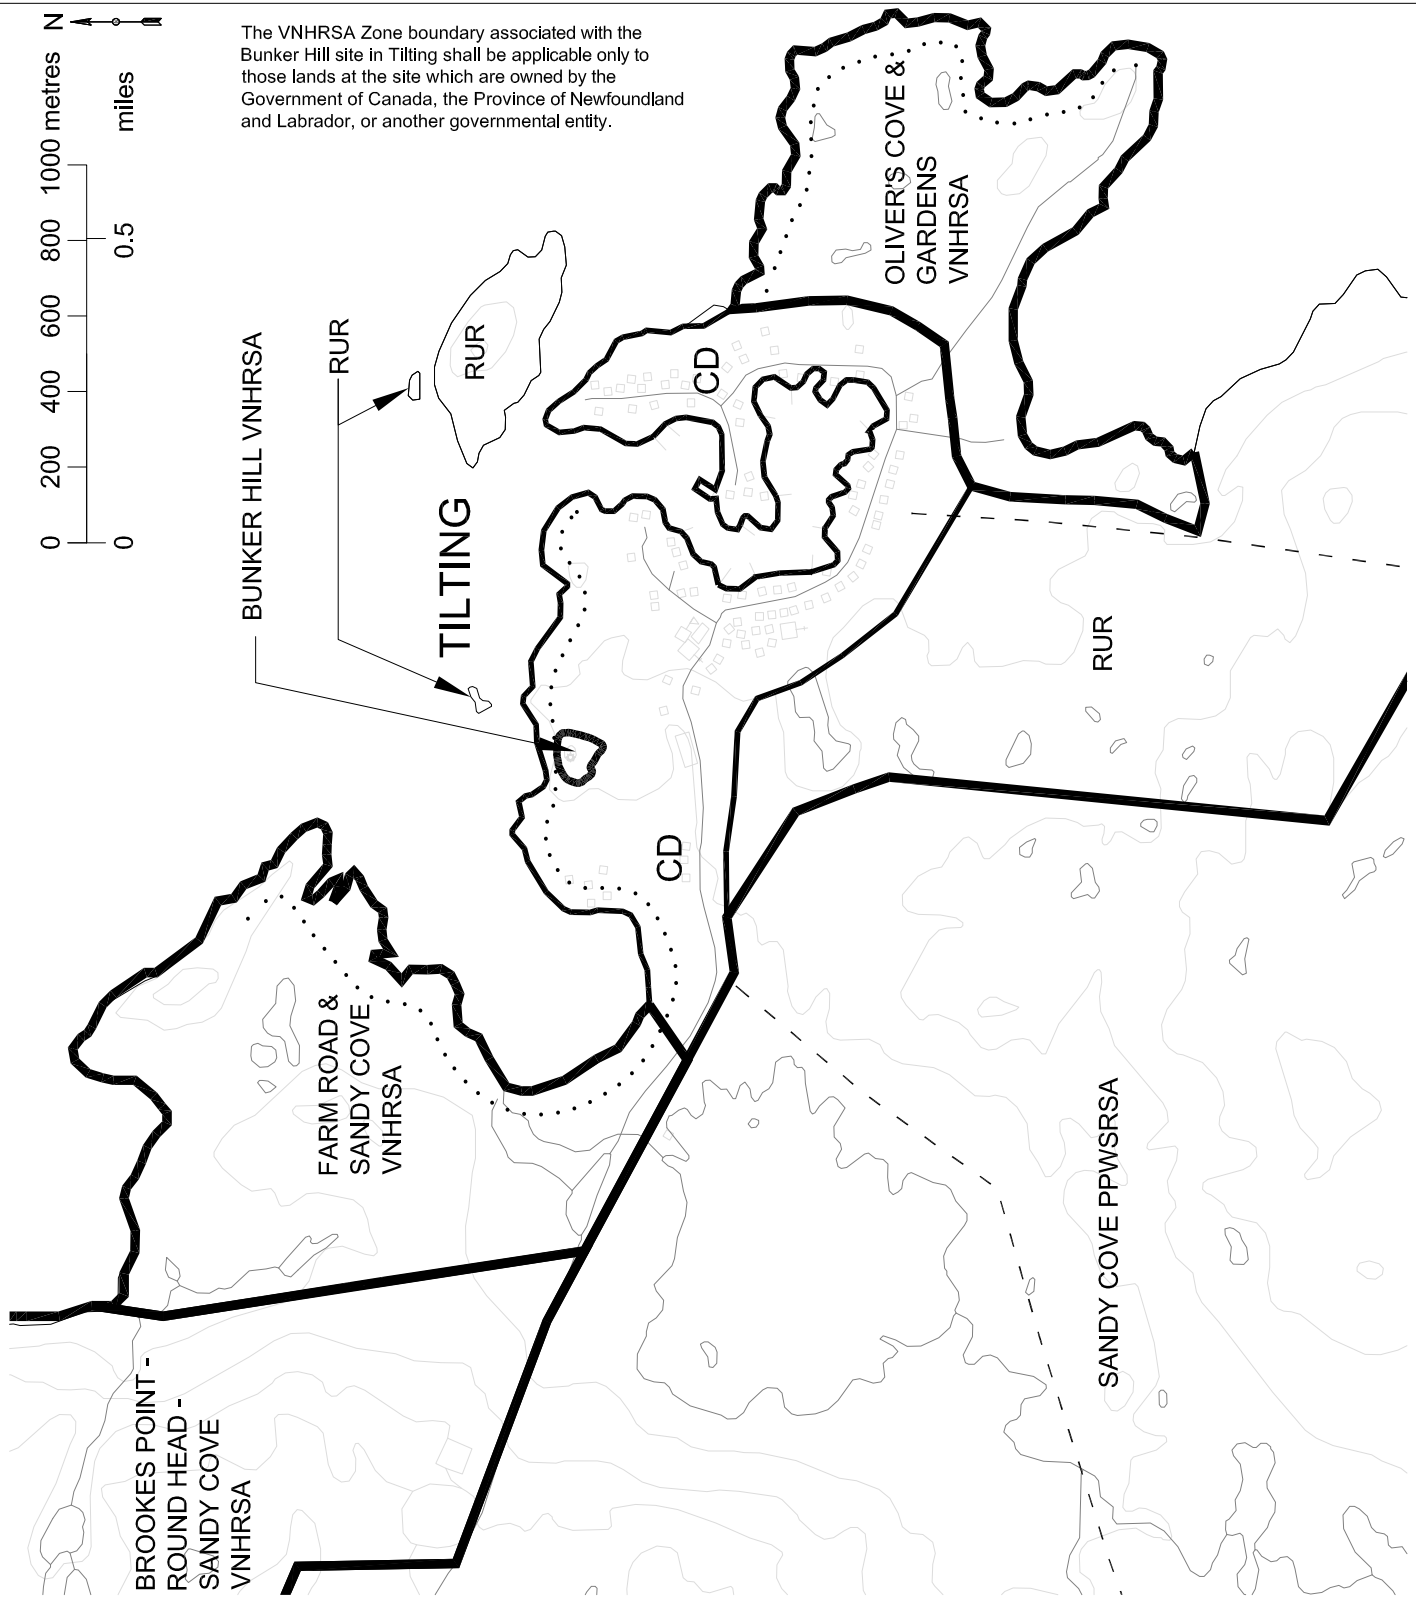 N
1000 metres
800
600
400
200
0
miles
0.5
0
The VNHRSA Zone boundary associated with the
Bunker Hill site in Tilting shall be applicable only to
those lands at the site which are owned by the
Government of Canada, the Province of Newfoundland
and Labrador, or another governmental entity.
OLIVER'S COVE &
GARDENS
VNHRSA
BUNKER HILL VNHRSA
RUR
RUR
CD
TILTING
RUR
CD
FARM ROAD &
SANDY COVE
VNHRSA
SANDY COVE PPWSRSA
BROOKES POINT -
ROUND HEAD -
SANDY COVE
VNHRSA